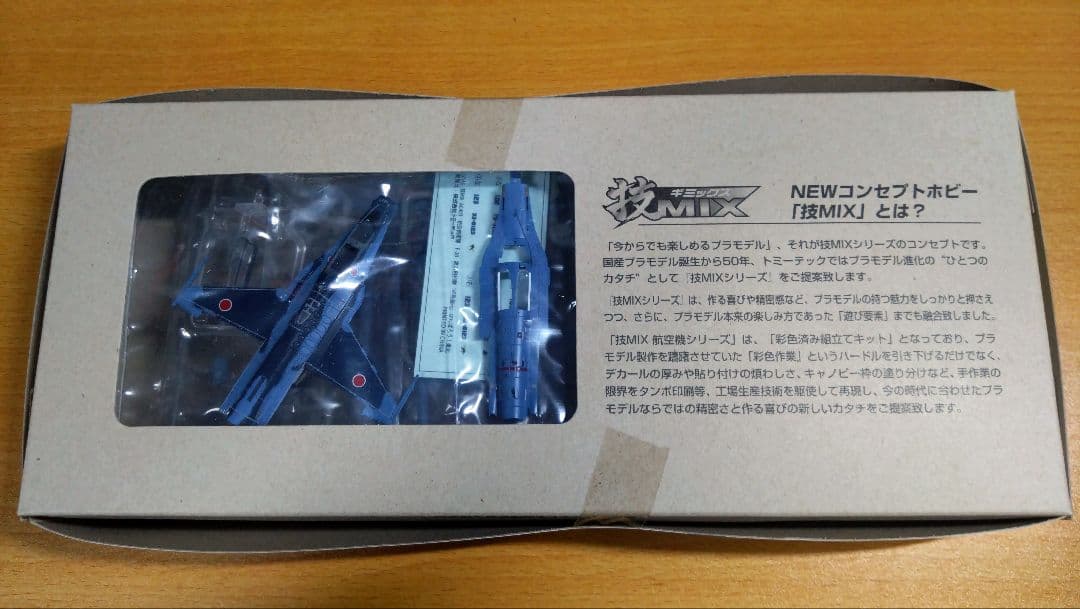 技MIX
ギミックス
NEWコンセプトホビー
「技MIX」とは？
「今からでも楽しめるプラモデル」、それが技MIXシリーズのコンセプトです。
国産プラモデル誕生から50年、トミーテックではプラモデル進化の“ひとつの
カタチ”として『技MIXシリーズ』をご提案致します。
『技MIXシリーズ』は、作る喜びや精密感など、プラモデルの持つ魅力をしっかりと押さえ
つつ、さらに、プラモデル本来の楽しみ方であった「遊び要素」までも融合致しました。
「技MIX 航空機シリーズ」は、「彩色済み組立てキット」となっており、プラ
モデル製作を躊躇させていた「彩色作業」というハードルを引き下げるだけでなく、
デカールの厚みや貼り付けの煩わしさ、キャノピー枠の塗り分けなど、手作業の
限界をタンポ印刷等、工場生産技術を駆使して再現し、今の時代に合わせたプラ
モデルならではの精密さと作る喜びの新しいカタチをご提案致します。
PRINTED IN CHINA